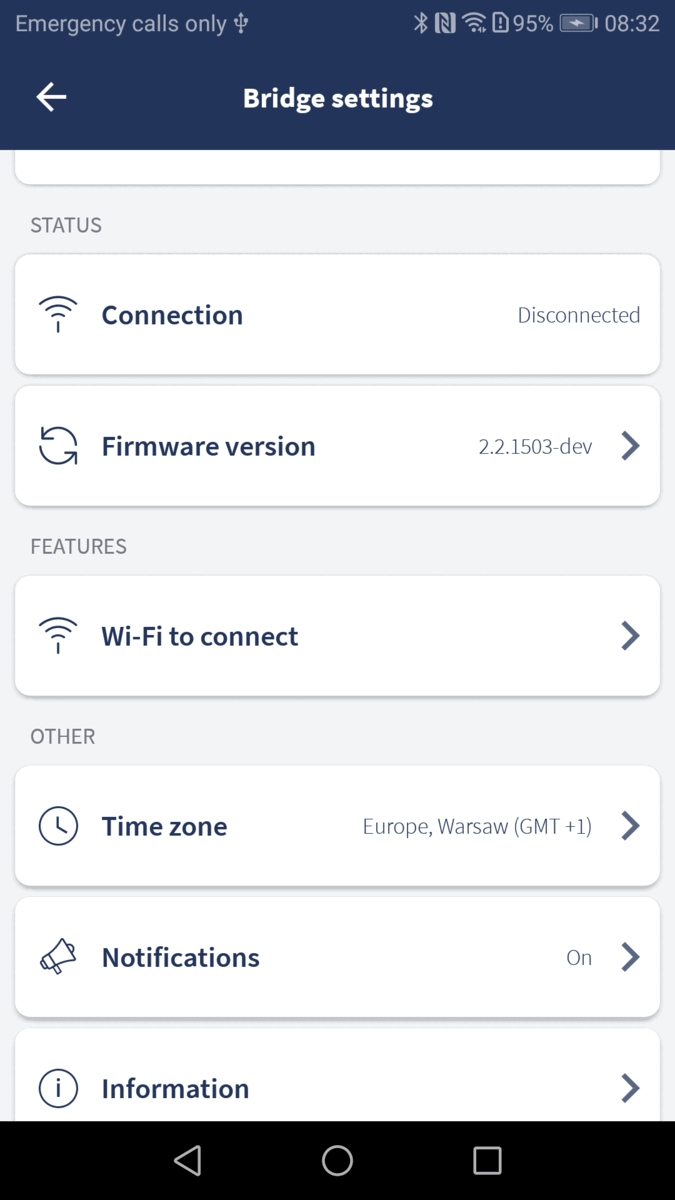 Emergency calls only
95% 08:32
Bridge settings
STATUS
Connection Disconnected
Firmware version 2.2.1503-dev
FEATURES
Wi-Fi to connect
OTHER
Time zone Europe, Warsaw (GMT +1)
Notifications On
Information